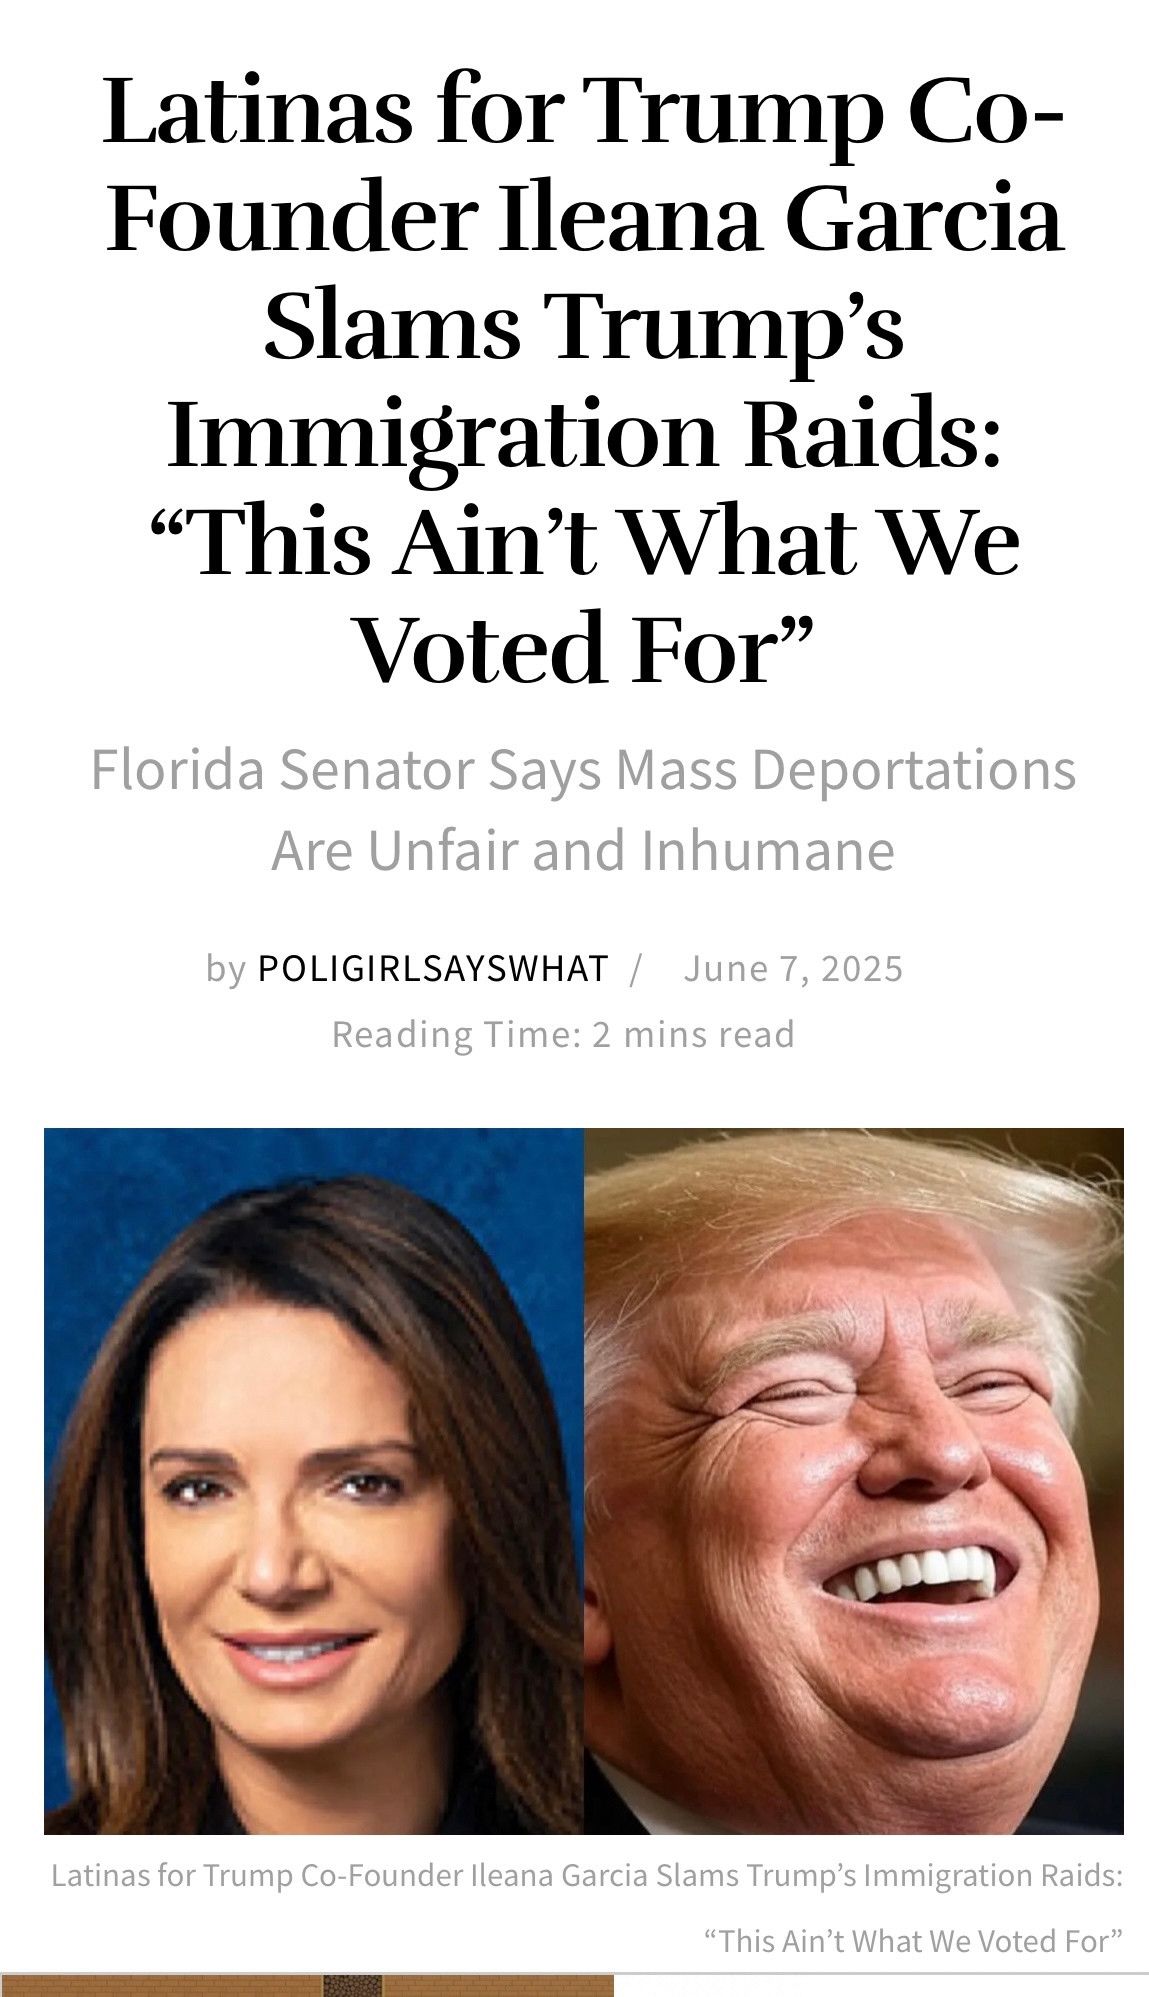 Latinas for Trump Co-
Founder Ileana Garcia
Slams Trump’s
Immigration Raids:
“This Ain’t What We
Voted For”
Florida Senator Says Mass Deportations
Are Unfair and Inhumane
by POLIGIRLSAYSWHAT / June 7, 2025
Reading Time: 2 mins read
Latinas for Trump Co-Founder Ileana Garcia Slams Trump’s Immigration Raids:
“This Ain’t What We Voted For”